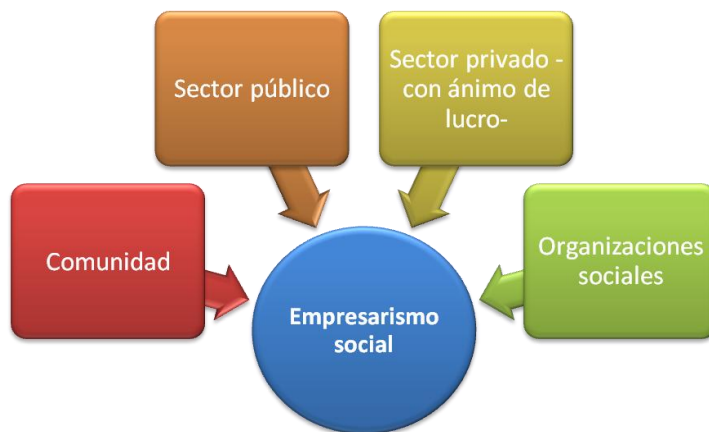 Sector público
Sector privado -
con ánimo de
lucro-
Comunidad
Organizaciones
sociales
Empresarismo
social